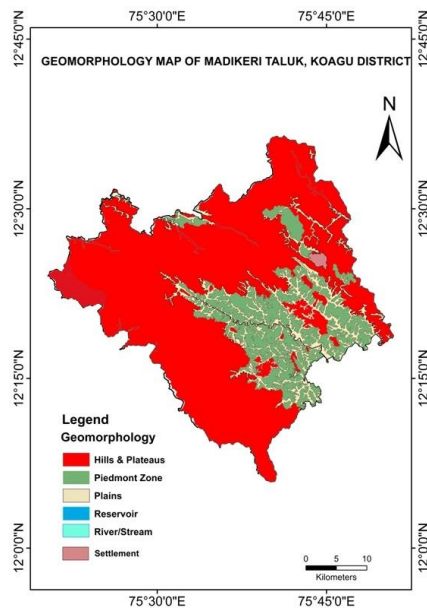 75°30'0"E 75°45'0"E
12°45'0"N 12°45'0"N
GEOMORPHOLOGY MAP OF MADIKERI TALUK, KOAGU DISTRICT
N
12°30'0"N 12°30'0"N
12°15'0"N 12°15'0"N
Legend
Geomorphology
Hills & Plateaus
Piedmont Zone
Plains
Reservoir
River/Stream
Settlement
12°0'0"N 12°0'0"N
0 5 10
Kilometers
75°30'0"E 75°45'0"E